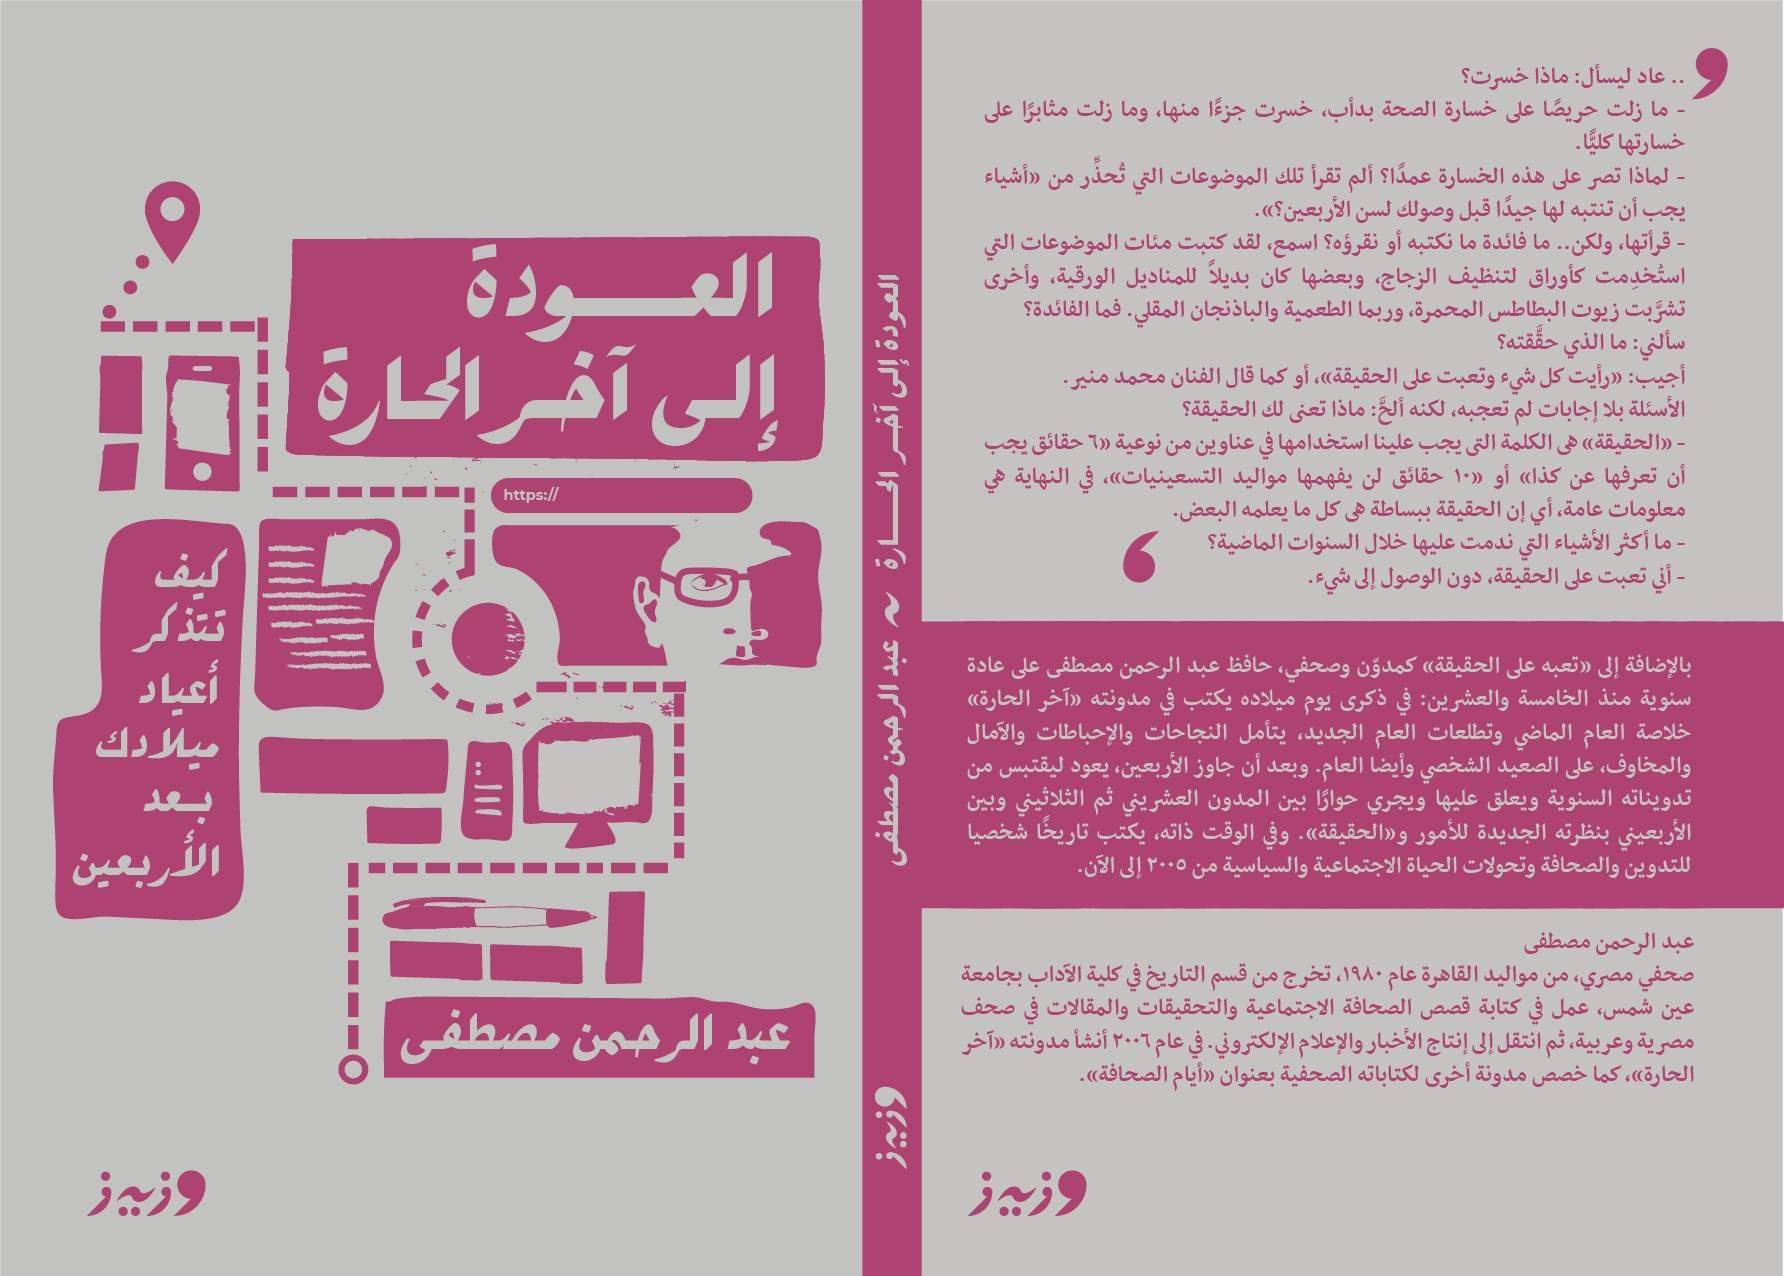 العودة
إلى آخر الحارة
https://
كيف
تتذكر
أعياد
ميلادك
بعد
الأربعين
عبد الرحمن مصطفى
وزيز
العودة إلى آخر الحارة ~ عبد الرحمن مصطفى
وزيز
.. عاد ليسأل: ماذا خسرت؟
- ما زلت حريصًا على خسارة الصحة بدأب، خسرت جزءًا منها، وما زلت مثابرًا على
خسارتها كليًّا.
- لماذا تصر على هذه الخسارة عمدًا؟ ألم تقرأ تلك الموضوعات التي تُحذِّر من «أشياء
يجب أن تنتبه لها جيدًا قبل وصولك لسن الأربعين؟».
- قرأتها، ولكن.. ما فائدة ما نكتبه أو نقرؤه؟ اسمع، لقد كتبت مئات الموضوعات التي
استُخدِمت كأوراق لتنظيف الزجاج، وبعضها كان بديلاً للمناديل الورقية، وأخرى
تشرَّبت زيوت البطاطس المحمرة، وربما الطعمية والباذنجان المقلي. فما الفائدة؟
سألني: ما الذي حقَّقته؟
أجيب: «رأيت كل شيء وتعبت على الحقيقة»، أو كما قال الفنان محمد منير.
الأسئلة بلا إجابات لم تعجبه، لكنه ألحَّ: ماذا تعنى لك الحقيقة؟
- «الحقيقة» هى الكلمة التى يجب علينا استخدامها في عناوين من نوعية «٦ حقائق يجب
أن تعرفها عن كذا» أو «١٠ حقائق لن يفهمها مواليد التسعينيات»، في النهاية هي
معلومات عامة، أي إن الحقيقة ببساطة هى كل ما يعلمه البعض.
- ما أكثر الأشياء التي ندمت عليها خلال السنوات الماضية؟
- أني تعبت على الحقيقة، دون الوصول إلى شيء.
بالإضافة إلى «تعبه على الحقيقة» كمدوّن وصحفي، حافظ عبد الرحمن مصطفى على عادة
سنوية منذ الخامسة والعشرين: في ذكرى يوم ميلاده يكتب في مدونته «آخر الحارة»
خلاصة العام الماضي وتطلعات العام الجديد، يتأمل النجاحات والإحباطات والآمال
والمخاوف، على الصعيد الشخصي وأيضا العام. وبعد أن جاوز الأربعين، يعود ليقتبس من
تدويناته السنوية ويعلق عليها ويجري حوارًا بين المدون العشريني ثم الثلاثيني وبين
الأربعيني بنظرته الجديدة للأمور و«الحقيقة». وفي الوقت ذاته، يكتب تاريخًا شخصيا
للتدوين والصحافة وتحولات الحياة الاجتماعية والسياسية من ٢٠٠٥ إلى الآن.
عبد الرحمن مصطفى
صحفي مصري، من مواليد القاهرة عام ١٩٨٠، تخرج من قسم التاريخ في كلية الآداب بجامعة
عين شمس، عمل في كتابة قصص الصحافة الاجتماعية والتحقيقات والمقالات في صحف
مصرية وعربية، ثم انتقل إلى إنتاج الأخبار والإعلام الإلكتروني. في عام ٢٠٠٦ أنشأ مدونته «آخر
الحارة»، كما خصص مدونة أخرى لكتاباته الصحفية بعنوان «أيام الصحافة».
وزيز